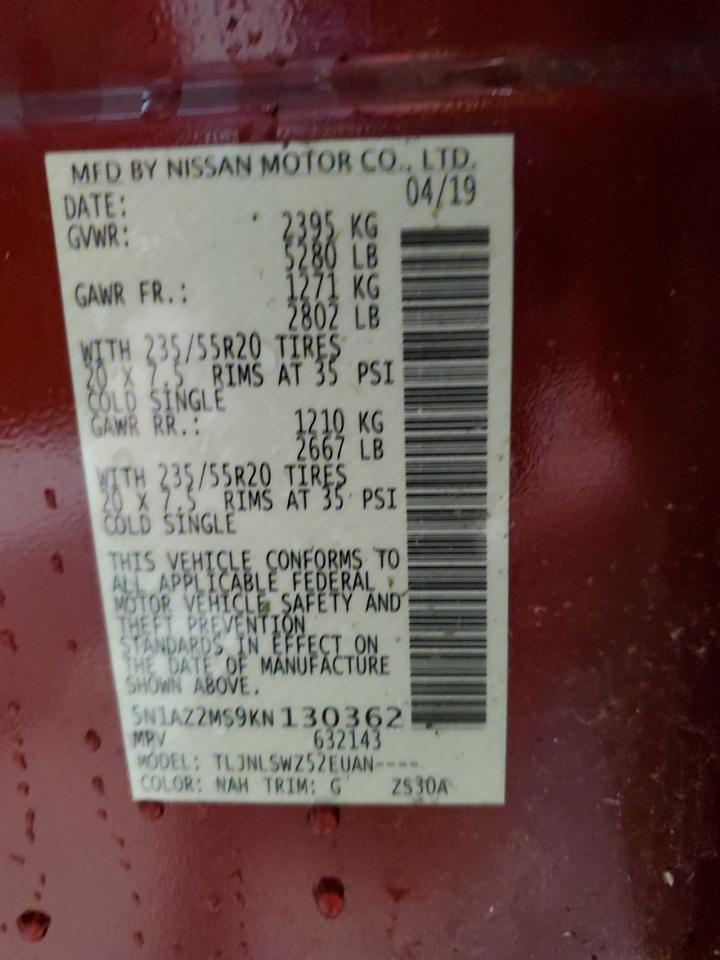 MFD BY NISSAN MOTOR CO., LTD.
DATE: 04/19
GVWR: 2395 KG
5280 LB
GAWR FR.: 1271 KG
2802 LB
WITH 235/55R20 TIRES
20 X 7.5 RIMS AT 35 PSI
COLD SINGLE
GAWR RR.: 1210 KG
2667 LB
WITH 235/55R20 TIRES
20 X 7.5 RIMS AT 35 PSI
COLD SINGLE
THIS VEHICLE CONFORMS TO
ALL APPLICABLE FEDERAL
MOTOR VEHICLE SAFETY AND
THEFT PREVENTION
STANDARDS IN EFFECT ON
THE DATE OF MANUFACTURE
SHOWN ABOVE.
5N1AZ2MS9KN130362
MPV 632143
MODEL: TLJNLSWZ52EUAN----
COLOR: NAH TRIM: G ZS30A